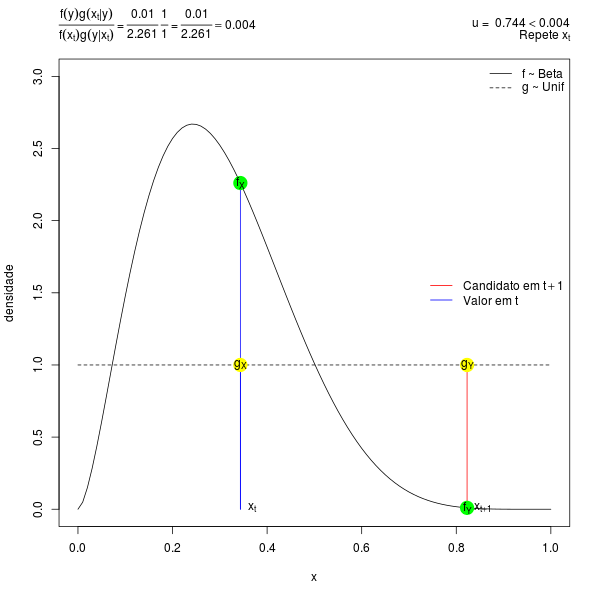 f(y)g(xₜ|y) / f(xₜ)g(y|xₜ) = 0.01 / 2.261 1 / 1 = 0.01 / 2.261 = 0.004
u = 0.744 < 0.004
Repete xₜ
f ~ Beta
g ~ Unif
Candidato em t+1
Valor em t
densidade
3.0
2.5
2.0
1.5
1.0
0.5
0.0
fX
gX
gY
fY
xₜ
xₜ₊₁
0.0 0.2 0.4 0.6 0.8 1.0
x